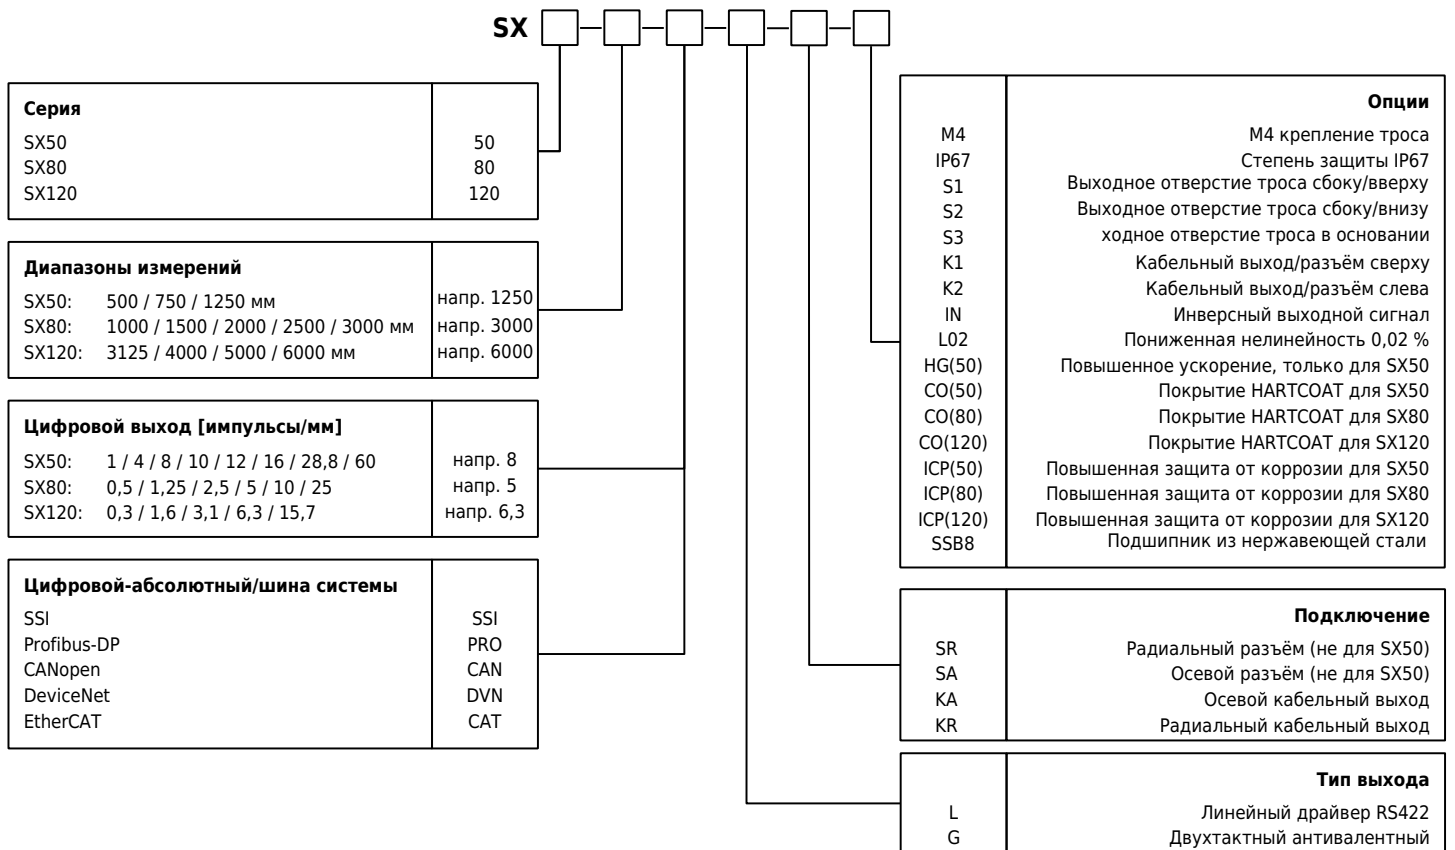 SX
Серия
SX50 50
SX80 80
SX120 120
Диапазоны измерений
SX50: 500 / 750 / 1250 мм напр. 1250
SX80: 1000 / 1500 / 2000 / 2500 / 3000 мм напр. 3000
SX120: 3125 / 4000 / 5000 / 6000 мм напр. 6000
Цифровой выход [импульсы/мм]
SX50: 1 / 4 / 8 / 10 / 12 / 16 / 28,8 / 60 напр. 8
SX80: 0,5 / 1,25 / 2,5 / 5 / 10 / 25 напр. 5
SX120: 0,3 / 1,6 / 3,1 / 6,3 / 15,7 напр. 6,3
Цифровой-абсолютный/шина системы
SSI SSI
Profibus-DP PRO
CANopen CAN
DeviceNet DVN
EtherCAT CAT
Опции
M4 M4 крепление троса
IP67 Степень защиты IP67
S1 Выходное отверстие троса сбоку/вверху
S2 Выходное отверстие троса сбоку/внизу
S3 ходное отверстие троса в основании
K1 Кабельный выход/разъём сверху
K2 Кабельный выход/разъём слева
IN Инверсный выходной сигнал
L02 Пониженная нелинейность 0,02 %
HG(50) Повышенное ускорение, только для SX50
CO(50) Покрытие HARTCOAT для SX50
CO(80) Покрытие HARTCOAT для SX80
CO(120) Покрытие HARTCOAT для SX120
ICP(50) Повышенная защита от коррозии для SX50
ICP(80) Повышенная защита от коррозии для SX80
ICP(120) Повышенная защита от коррозии для SX120
SSB8 Подшипник из нержавеющей стали
Подключение
SR Радиальный разъём (не для SX50)
SA Осевой разъём (не для SX50)
KA Осевой кабельный выход
KR Радиальный кабельный выход
Тип выхода
L Линейный драйвер RS422
G Двухтактный антивалентный